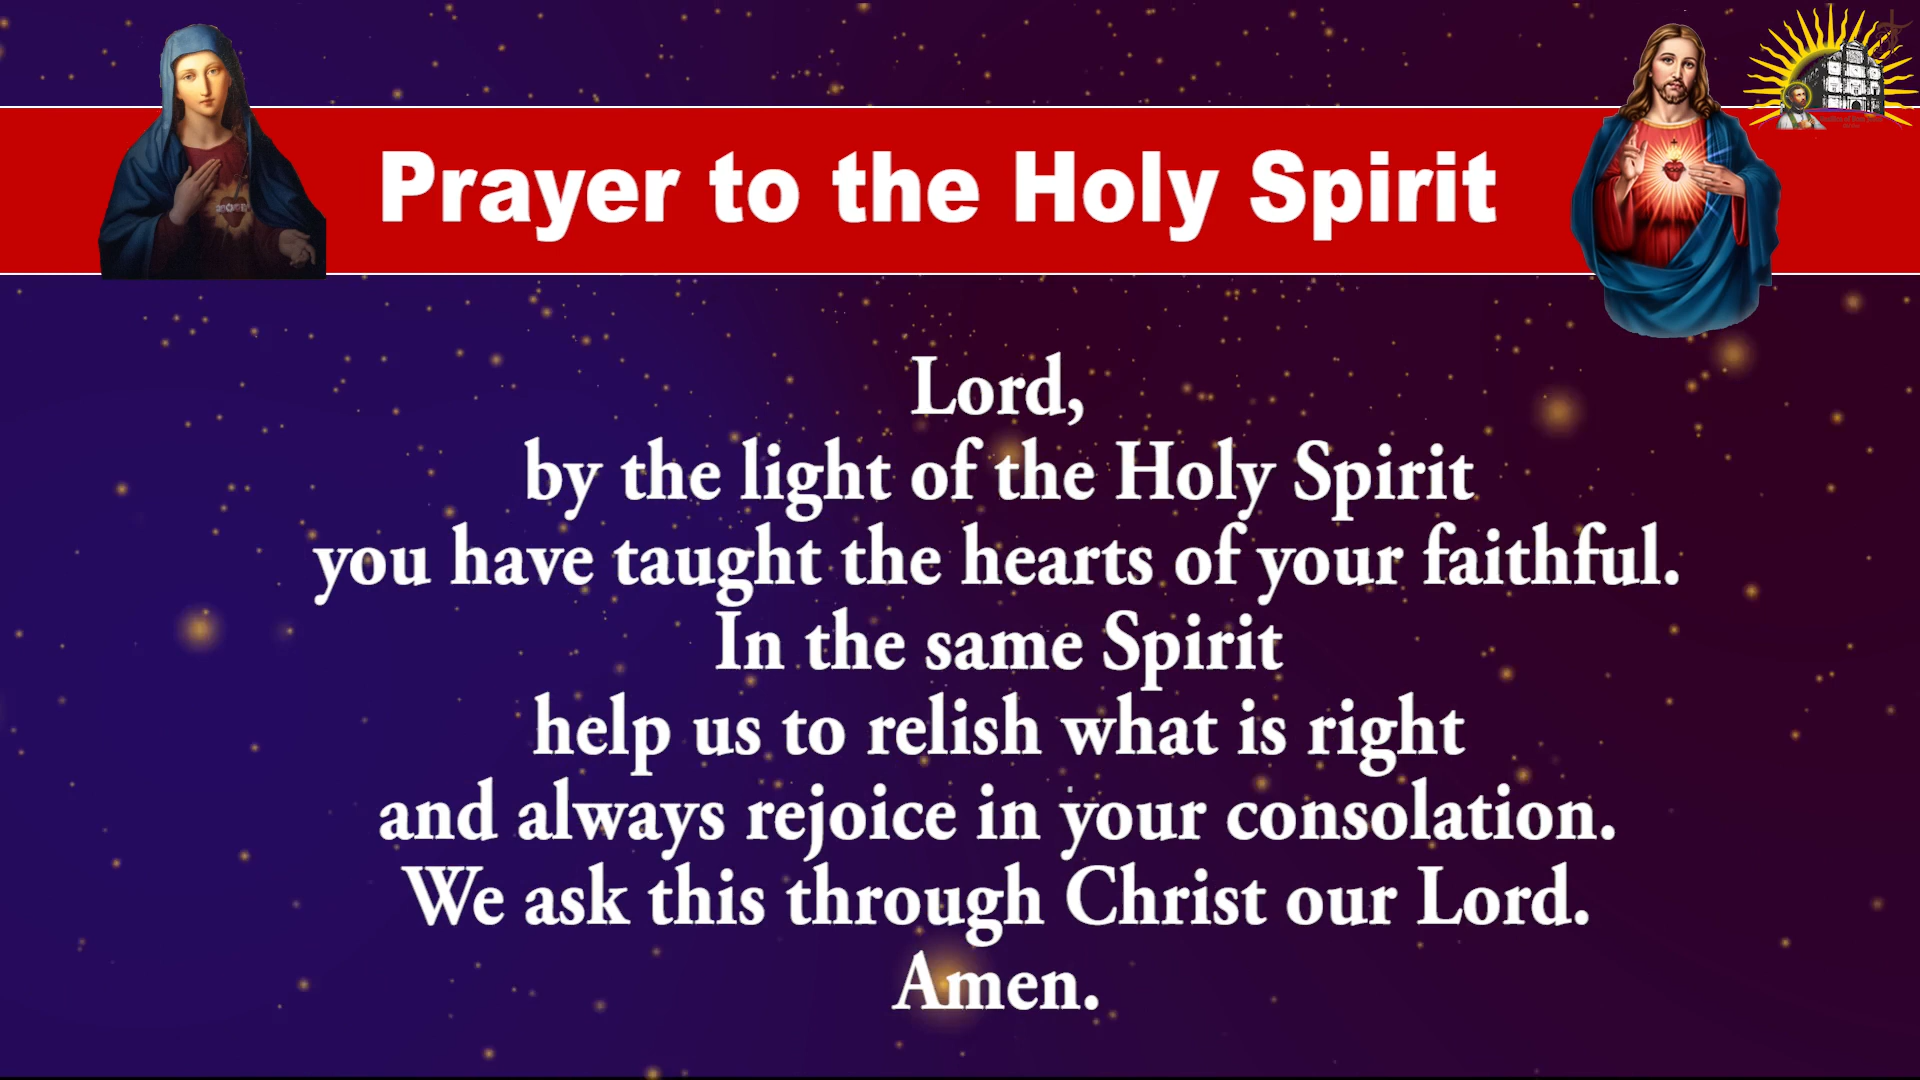 Prayer to the Holy Spirit
Lord,
by the light of the Holy Spirit
you have taught the hearts of your faithful.
In the same Spirit
help us to relish what is right
and always rejoice in your consolation.
We ask this through Christ our Lord.
Amen.